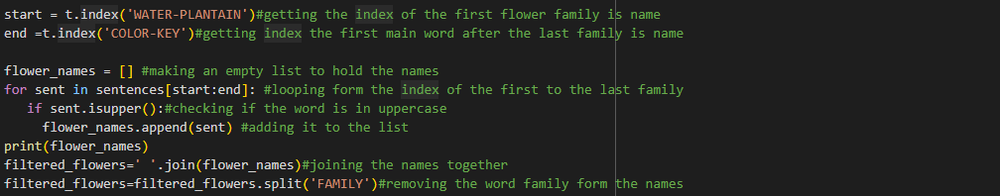 start = t.index('WATER-PLANTAIN')#getting the index of the first flower family is name
end =t.index('COLOR-KEY')#getting index the first main word after the last family is name

flower_names = [] #making an empty list to hold the names
for sent in sentences[start:end]: #looping form the index of the first to the last family
   if sent.isupper():#checking if the word is in uppercase
     flower_names.append(sent) #adding it to the list
print(flower_names)
filtered_flowers=' '.join(flower_names)#joining the names together
filtered_flowers=filtered_flowers.split('FAMILY')#removing the word family form the names